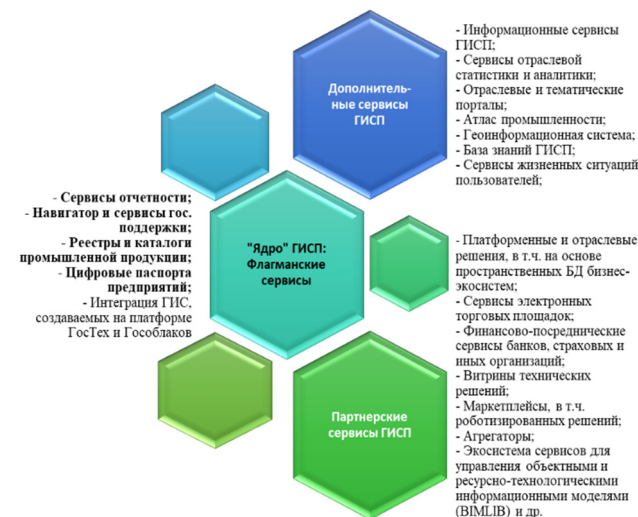 - Информационные сервисы
ГИСП;
- Сервисы отраслевой
статистики и аналитики;
- Отраслевые и тематические
порталы;
- Атлас промышленности;
- Геоинформационная система;
- База знаний ГИСП;
- Сервисы жизненных ситуаций
пользователей;
Дополнитель-
ные сервисы
ГИСП
- Сервисы отчетности;
- Навигатор и сервисы гос.
поддержки;
- Реестры и каталоги
промышленной продукции;
- Цифровые паспорта
предприятий;
- Интеграция ГИС,
создаваемых на платформе
ГосТех и Гособлаков
"Ядро" ГИСП:
Флагманские
сервисы
- Платформенные и отраслевые
решения, в т.ч. на основе
пространственных БД бизнес-
экосистем;
- Сервисы электронных
торговых площадок;
- Финансово-посреднические
сервисы банков, страховых и
иных организаций;
- Витрины технических
решений;
- Маркетплейсы, в т.ч.
роботизированных решений;
- Агрегаторы;
- Экосистема сервисов для
управления объектными и
ресурсно-технологическими
информационными моделями
(BIMLIB) и др.
Партнерские
сервисы ГИСП